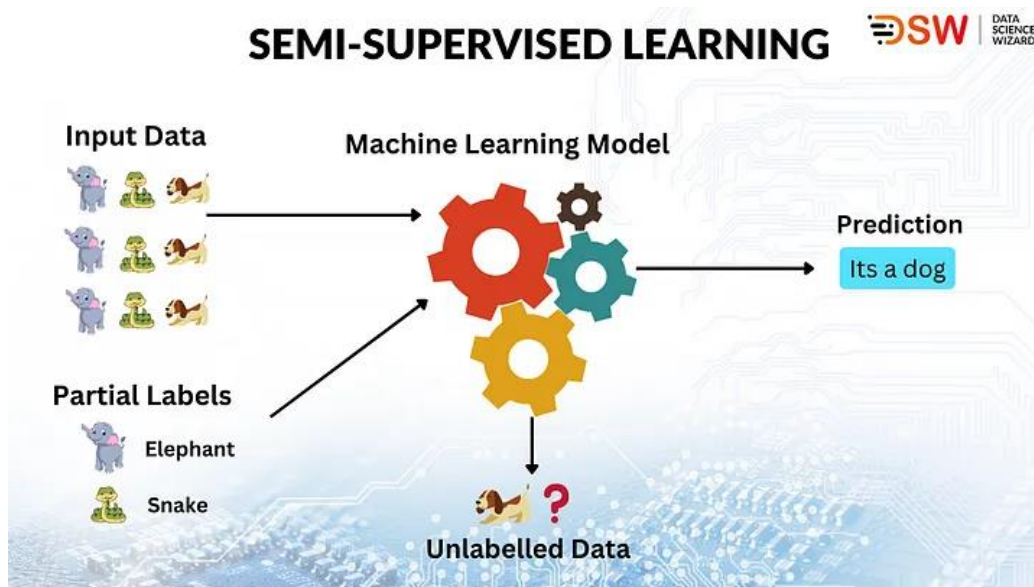 SEMI-SUPERVISED LEARNING
DSW
DATA
SCIENCE
WIZARD
Input Data
Machine Learning Model
Prediction
Its a dog
Partial Labels
Elephant
Snake
?
Unlabelled Data